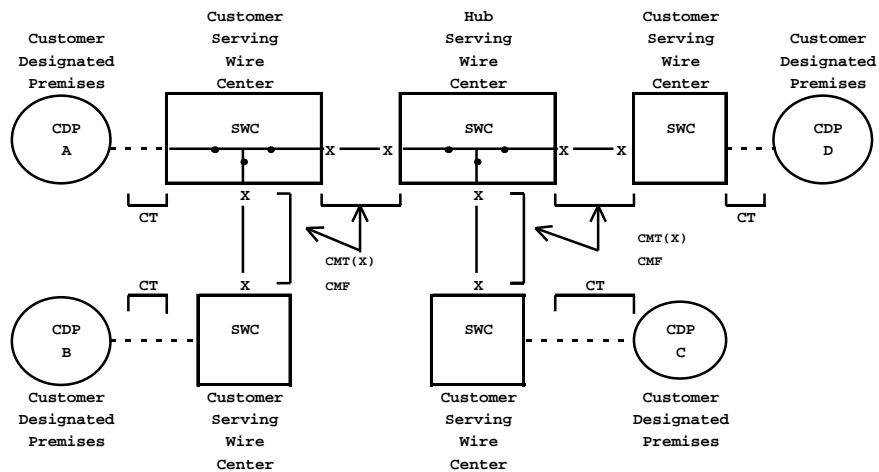 Customer
Serving
Wire
Center
Hub
Serving
Wire
Center
Customer
Serving
Wire
Center
Customer
Designated
Premises
Customer
Designated
Premises
CDP
A
SWC
X
X
SWC
X
X
SWC
CDP
D
CT
X
X
CT
CMT(X)
CMF
CMT(X)
CMF
CT
X
X
CT
CDP
B
SWC
SWC
CDP
C
Customer
Designated
Premises
Customer
Serving
Wire
Center
Customer
Serving
Wire
Center
Customer
Designated
Premises